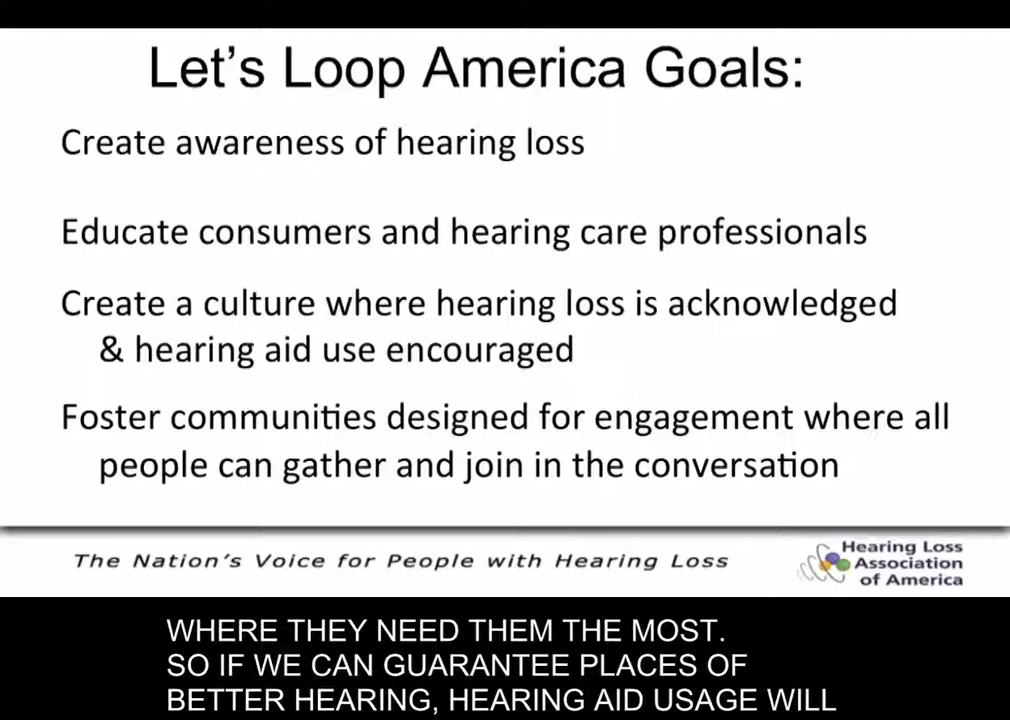 Let's Loop America Goals:
Create awareness of hearing loss
Educate consumers and hearing care professionals
Create a culture where hearing loss is acknowledged
& hearing aid use encouraged
Foster communities designed for engagement where all
people can gather and join in the conversation
The Nation's Voice for People with Hearing Loss
Hearing Loss
Association
of America
WHERE THEY NEED THEM THE MOST.
SO IF WE CAN GUARANTEE PLACES OF
BETTER HEARING, HEARING AID USAGE WILL